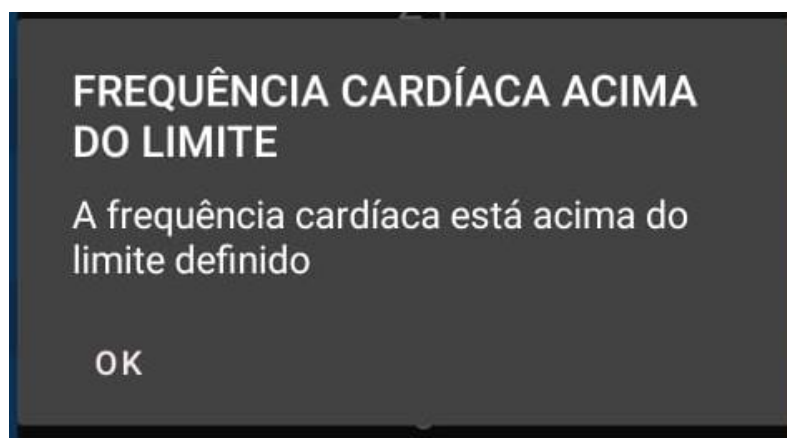 FREQUÊNCIA CARDÍACA ACIMA
DO LIMITE
A frequência cardíaca está acima do
limite definido
OK